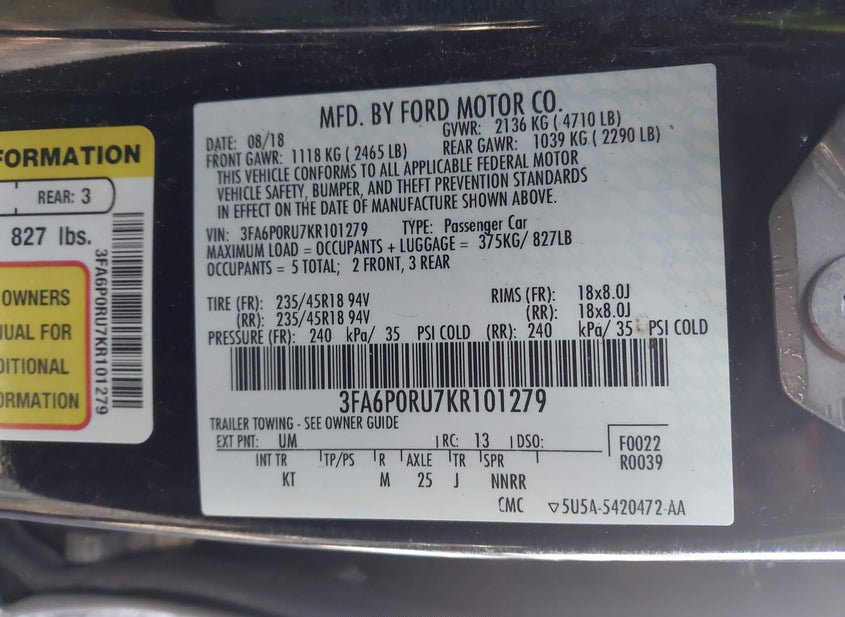 MFD. BY FORD MOTOR CO.
DATE: 08/18 GVWR: 2136 KG ( 4710 LB)
FRONT GAWR: 1118 KG ( 2465 LB) REAR GAWR: 1039 KG ( 2290 LB)
THIS VEHICLE CONFORMS TO ALL APPLICABLE FEDERAL MOTOR
VEHICLE SAFETY, BUMPER, AND THEFT PREVENTION STANDARDS
IN EFFECT ON THE DATE OF MANUFACTURE SHOWN ABOVE.
VIN: 3FA6P0RU7KR101279 TYPE: Passenger Car
MAXIMUM LOAD = OCCUPANTS + LUGGAGE = 375KG/ 827LB
OCCUPANTS = 5 TOTAL; 2 FRONT, 3 REAR
TIRE (FR): 235/45R18 94V RIMS (FR): 18x8.0J
(RR): 235/45R18 94V (RR): 18x8.0J
PRESSURE (FR): 240 kPa/ 35 PSI COLD (RR): 240 kPa/ 35 PSI COLD
3FA6P0RU7KR101279
TRAILER TOWING - SEE OWNER GUIDE
EXT PNT: UM RC: 13 DSO: F0022
R0039
INT TR TP/PS R AXLE TR SPR
KT M 25 J NNRR
CMC ▽5U5A-5420472-AA
FORMATION
REAR: 3
827 lbs.
OWNERS
NUAL FOR
DITIONAL
ORMATION
3FA6P0RU7KR101279